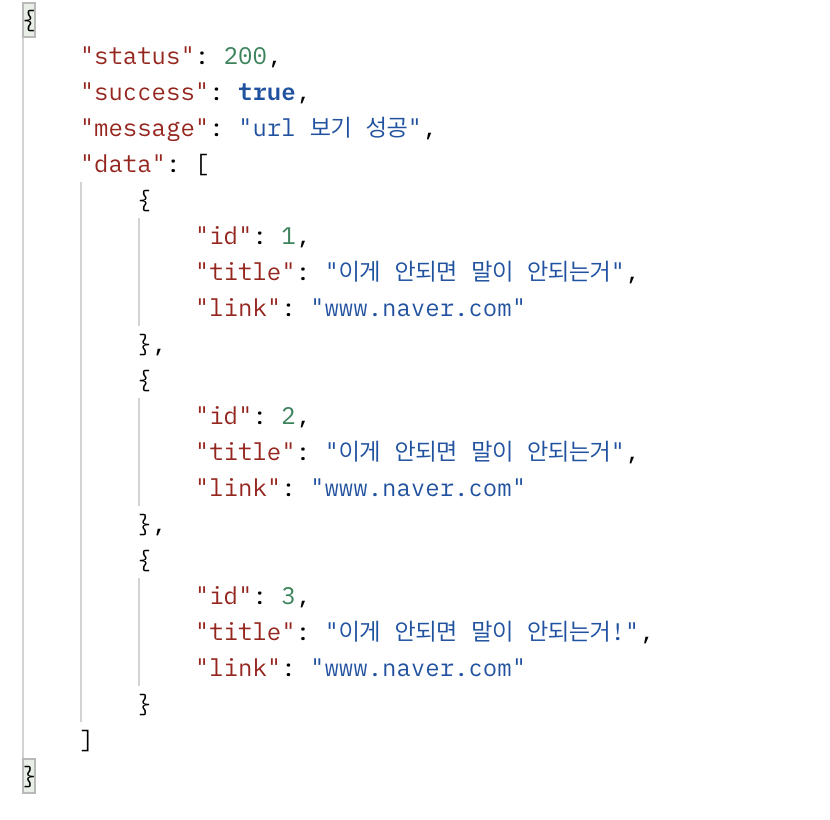 {
"status": 200,
"success": true,
"message": "url 보기 성공",
"data": [
{
"id": 1,
"title": "이게 안되면 말이 안되는거",
"link": "www.naver.com"
},
{
"id": 2,
"title": "이게 안되면 말이 안되는거",
"link": "www.naver.com"
},
{
"id": 3,
"title": "이게 안되면 말이 안되는거!",
"link": "www.naver.com"
}
]
}